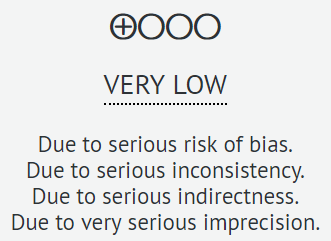 ⨁◯◯◯
VERY LOW
Due to serious risk of bias.
Due to serious inconsistency.
Due to serious indirectness.
Due to very serious imprecision.